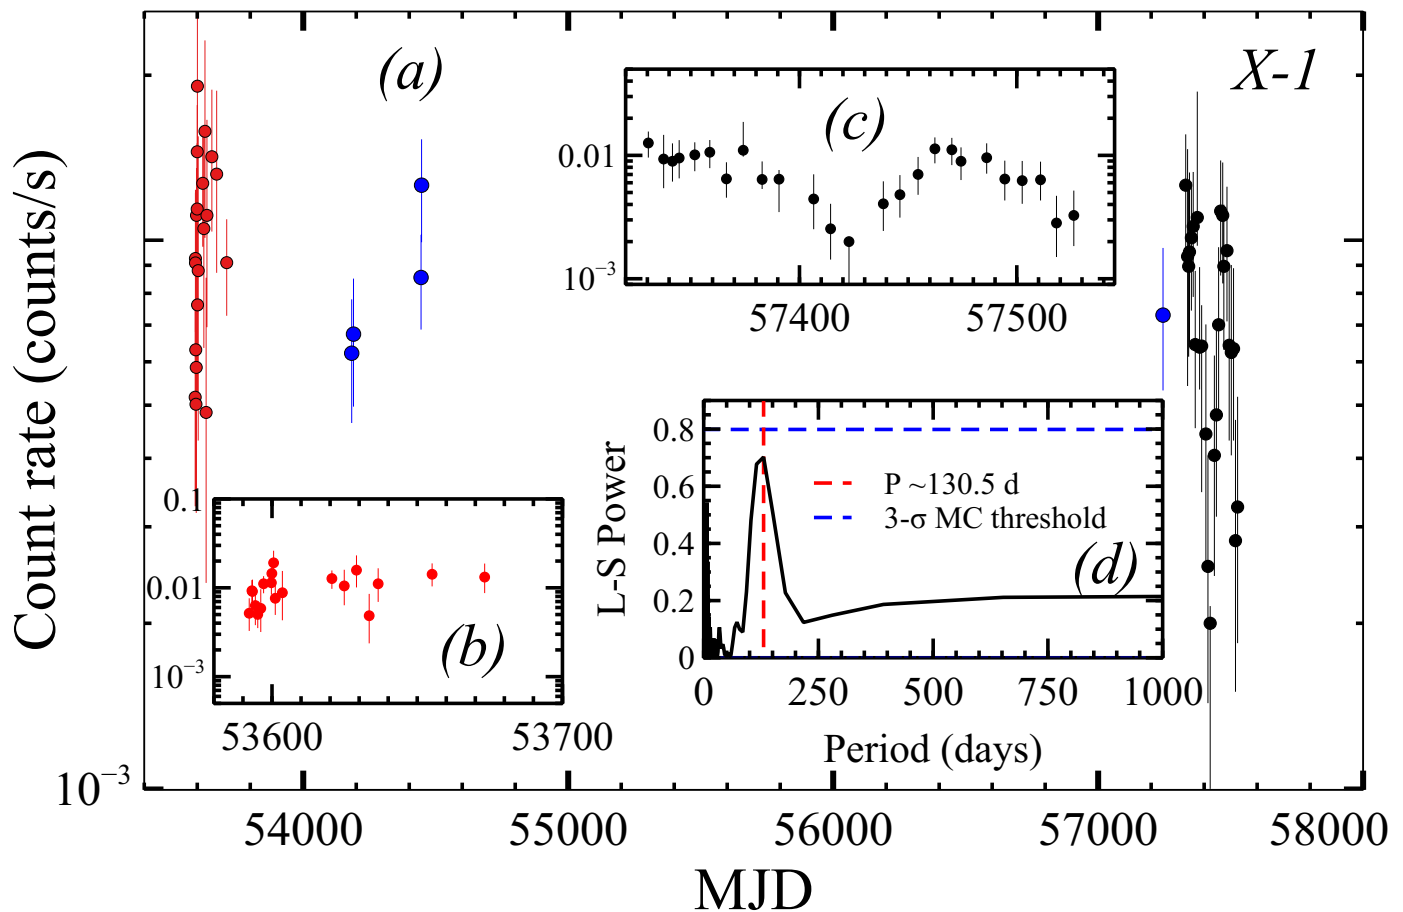 (a)
X-1
(c)
0.01
10⁻³
57400
57500
Count rate (counts/s)
10⁻³
54000
55000
56000
57000
58000
MJD
0.1
0.01
10⁻³
(b)
53600
53700
L-S Power
0.8
0.6
0.4
0.2
0
P ~130.5 d
3-σ MC threshold
(d)
0
250
500
750
1000
Period (days)